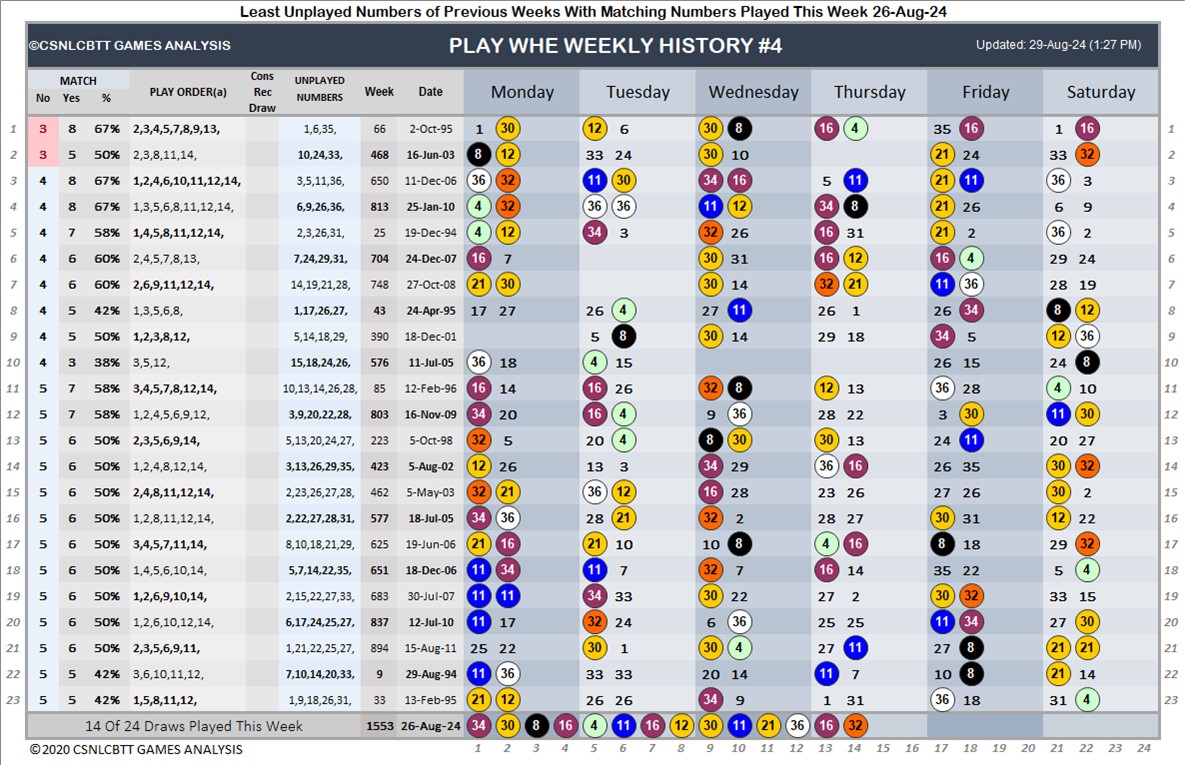 Least Unplayed Numbers of Previous Weeks With Matching Numbers Played This Week 26-Aug-24
©CSNLCBTT GAMES ANALYSIS PLAY WHE WEEKLY HISTORY #4 Updated: 29-Aug-24 (1:27 PM)
MATCH
No Yes % PLAY ORDER(a) Cons Rec Draw UNPLAYED NUMBERS Week Date Monday Tuesday Wednesday Thursday Friday Saturday
1 3 8 67% 2,3,4,5,7,8,9,13, 1,6,35, 66 2-Oct-95 1 30 12 6 30 8 16 4 35 16 1 16 1
2 3 5 50% 2,3,8,11,14, 10,24,33, 468 16-Jun-03 8 12 33 24 30 10 21 24 33 32 2
3 4 8 67% 1,2,4,6,10,11,12,14, 3,5,11,36, 650 11-Dec-06 36 32 11 30 34 16 5 11 21 11 36 3 3
4 4 8 67% 1,3,5,6,8,11,12,14, 6,9,26,36, 813 25-Jan-10 4 32 36 36 11 12 34 8 21 26 6 9 4
5 4 7 58% 1,4,5,8,11,12,14, 2,3,26,31, 25 19-Dec-94 4 12 34 3 32 26 16 31 21 2 36 2 5
6 4 6 60% 2,4,5,7,8,13, 7,24,29,31, 704 24-Dec-07 16 7 30 31 16 12 16 4 29 24 6
7 4 6 60% 2,6,9,11,12,14, 14,19,21,28, 748 27-Oct-08 21 30 30 14 32 21 11 36 28 19 7
8 4 5 42% 1,3,5,6,8, 1,17,26,27, 43 24-Apr-95 17 27 26 4 27 11 26 1 26 34 8 12 8
9 4 5 50% 1,2,3,8,12, 5,14,18,29, 390 18-Dec-01 5 8 30 14 29 18 34 5 12 36 9
10 4 3 38% 3,5,12, 15,18,24,26, 576 11-Jul-05 36 18 4 15 26 15 24 8 10
11 5 7 58% 3,4,5,7,8,12,14, 10,13,14,26,28, 85 12-Feb-96 16 14 16 26 32 8 12 13 36 28 4 10 11
12 5 7 58% 1,2,4,5,6,9,12, 3,9,20,22,28, 803 16-Nov-09 34 20 16 4 9 36 28 22 3 30 11 30 12
13 5 6 50% 2,3,5,6,9,14, 5,13,20,24,27, 223 5-Oct-98 32 5 20 4 8 30 30 13 24 11 20 27 13
14 5 6 50% 1,2,4,8,12,14, 3,13,26,29,35, 423 5-Aug-02 12 26 13 3 34 29 36 16 26 35 30 32 14
15 5 6 50% 2,4,8,11,12,14, 2,23,26,27,28, 462 5-May-03 32 21 36 12 16 28 23 26 27 26 30 2 15
16 5 6 50% 1,2,8,11,12,14, 2,22,27,28,31, 577 18-Jul-05 34 36 28 21 32 2 28 27 30 31 12 22 16
17 5 6 50% 3,4,5,7,11,14, 8,10,18,21,29, 625 19-Jun-06 21 16 21 10 10 8 4 16 8 18 29 32 17
18 5 6 50% 1,4,5,6,10,14, 5,7,14,22,35, 651 18-Dec-06 11 34 11 7 32 7 16 14 35 22 5 4 18
19 5 6 50% 1,2,6,9,10,14, 2,15,22,27,33, 683 30-Jul-07 11 11 34 33 30 22 27 2 30 32 33 15 19
20 5 6 50% 1,2,6,10,12,14, 6,17,24,25,27, 837 12-Jul-10 11 17 32 24 6 36 25 25 11 34 27 30 20
21 5 6 50% 2,3,5,6,9,11, 1,21,22,25,27, 894 15-Aug-11 25 22 30 1 30 4 27 11 27 8 21 21 21
22 5 5 42% 3,6,10,11,12, 7,10,14,20,33, 9 29-Aug-94 11 36 33 33 20 14 11 7 10 8 21 14 22
23 5 5 42% 1,5,8,11,12, 1,9,18,26,31, 33 13-Feb-95 21 12 26 26 34 9 1 31 36 18 31 4 23
14 Of 24 Draws Played This Week 1553 26-Aug-24 34 30 8 16 4 11 16 12 30 11 21 36 16 32
© 2020 CSNLCBTT GAMES ANALYSIS 1 2 3 4 5 6 7 8 9 10 11 12 13 14 15 16 17 18 19 20 21 22 23 24